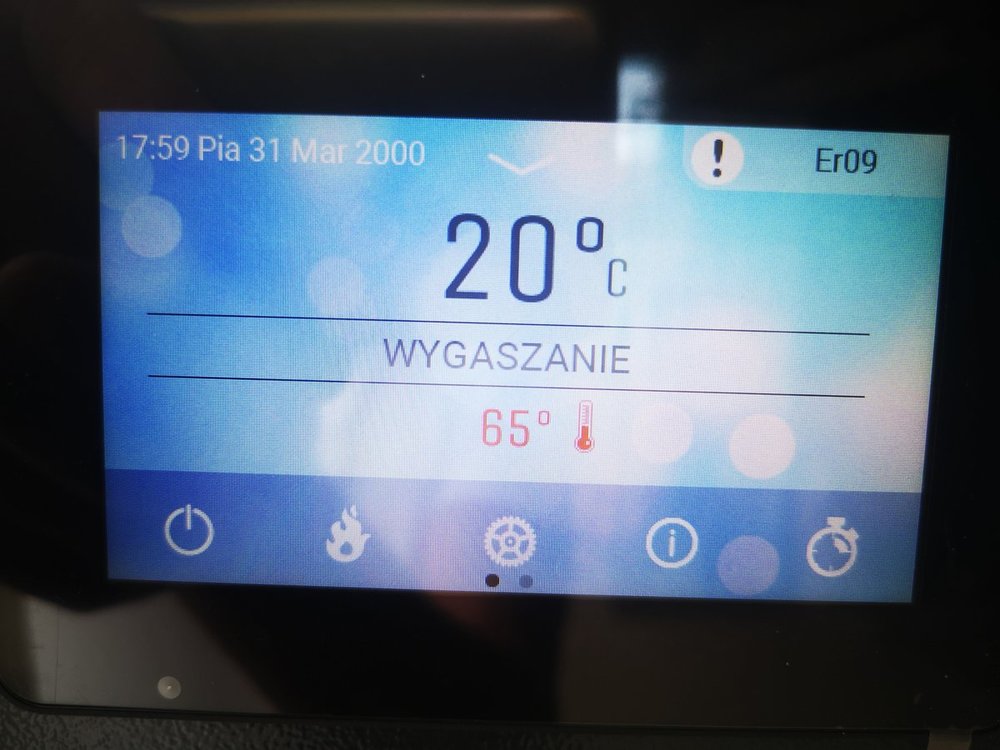 17:59 Pia 31 Mar 2000
! Er09
20°C
WYGASZANIE
65°
i